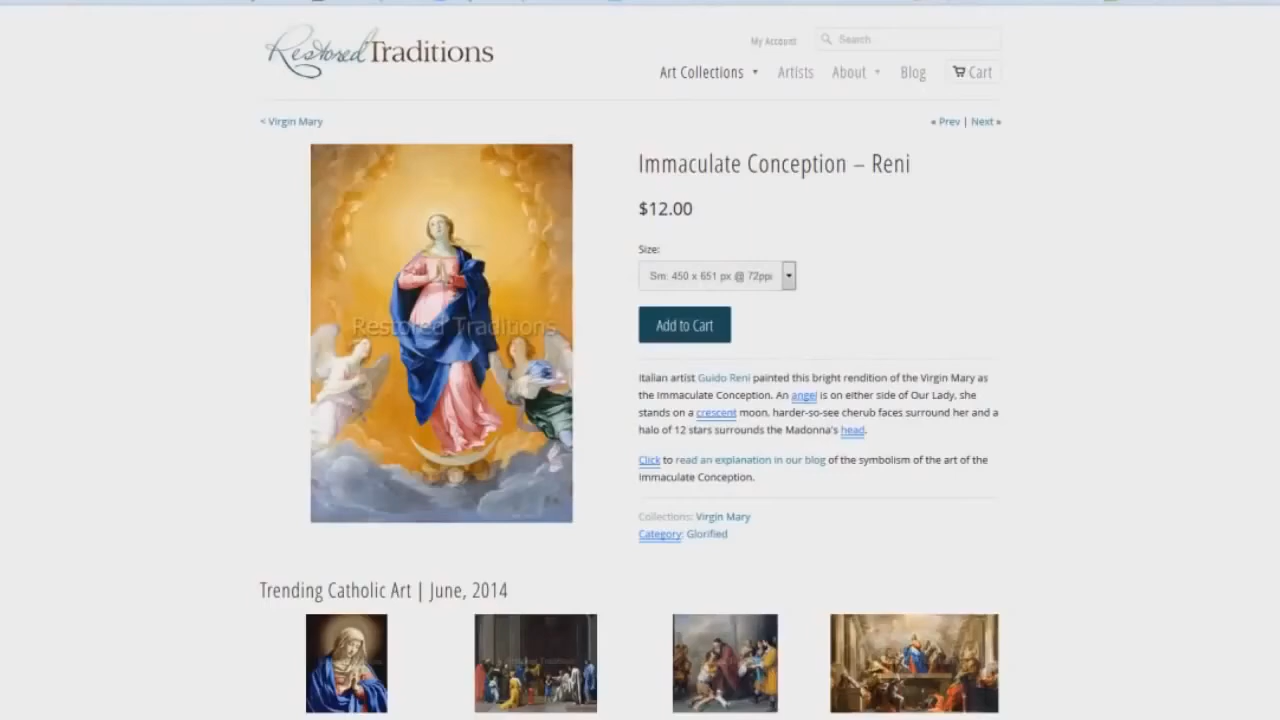 Restored Traditions
My Account
Search
Art Collections
Artists
About
Blog
Cart
< Virgin Mary
« Prev | Next »
Immaculate Conception – Reni
$12.00
Size:
Sm: 450 x 651 px @ 72ppi
Add to Cart
Restored Traditions
Italian artist Guido Reni painted this bright rendition of the Virgin Mary as
the Immaculate Conception. An angel is on either side of Our Lady, she
stands on a crescent moon, harder-so-see cherub faces surround her and a
halo of 12 stars surrounds the Madonna's head.
Click to read an explanation in our blog of the symbolism of the art of the
Immaculate Conception.
Collections: Virgin Mary
Category: Glorified
Trending Catholic Art | June, 2014